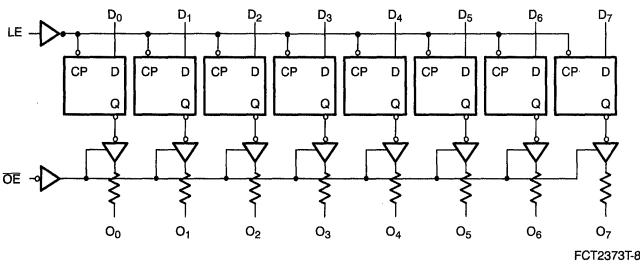 LE
D0 D1 D2 D3 D4 D5 D6 D7
CP D CP D CP D CP D CP D CP D CP D CP D
Q Q Q Q Q Q Q Q
OE
O0 O1 O2 O3 O4 O5 O6 O7
FCT2373T-8